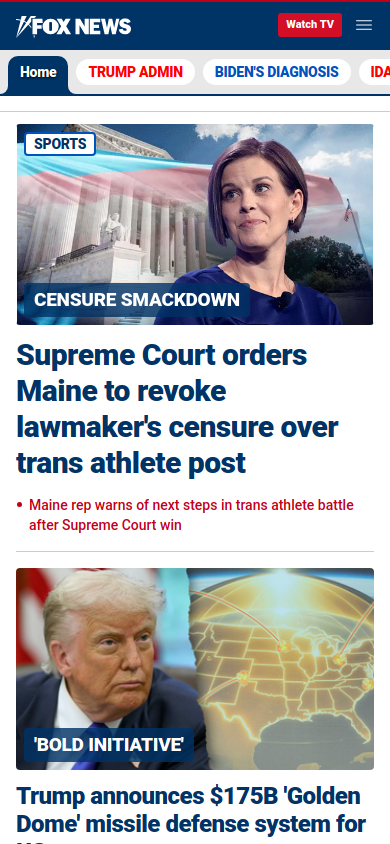 FOX NEWS
Watch TV
Home
TRUMP ADMIN
BIDEN'S DIAGNOSIS
IDA
SPORTS
CENSURE SMACKDOWN
Supreme Court orders
Maine to revoke
lawmaker's censure over
trans athlete post
Maine rep warns of next steps in trans athlete battle
after Supreme Court win
'BOLD INITIATIVE'
Trump announces $175B 'Golden
Dome' missile defense system for